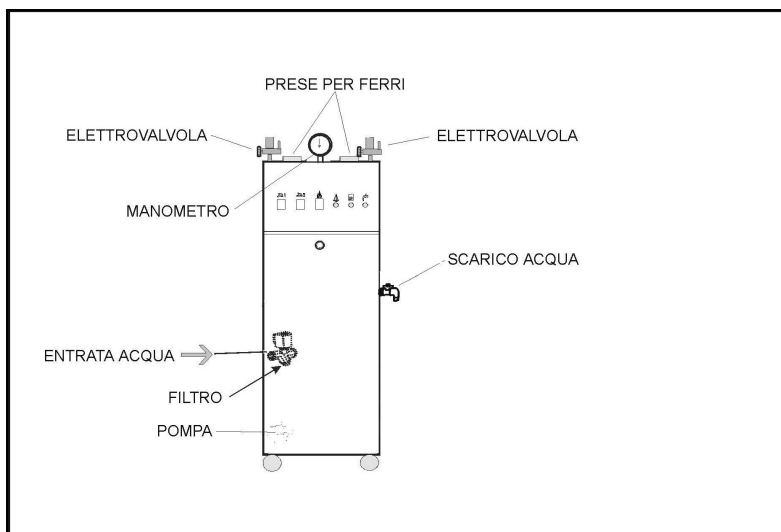 PRESE PER FERRI
ELETTROVALVOLA
ELETTROVALVOLA
MANOMETRO
SCARICO ACQUA
ENTRATA ACQUA
FILTRO
POMPA